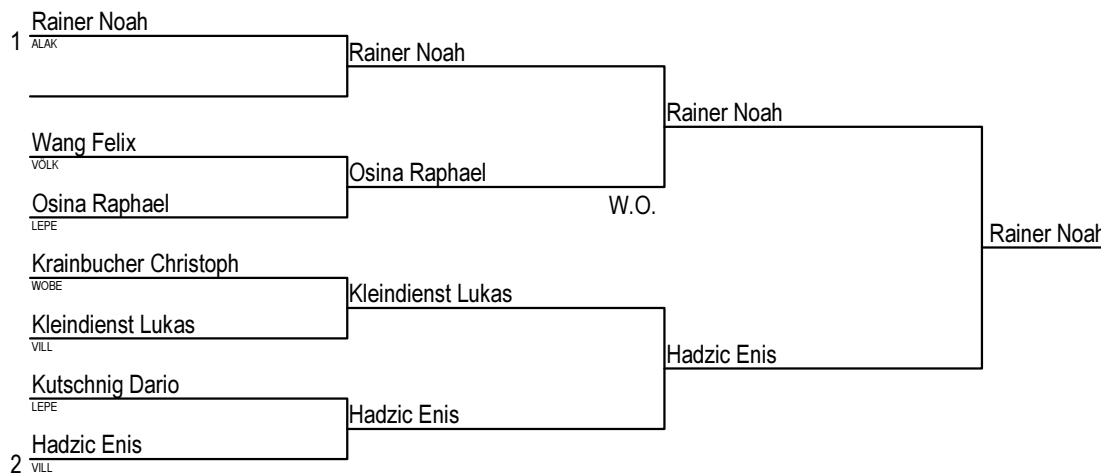 Rainer Noah
1
ALAK
Rainer Noah
Rainer Noah
Wang Felix
VÖLK
Osina Raphael
Osina Raphael
LEPE
W.O.
Rainer Noah
Krainbucher Christoph
WOBE
Kleindienst Lukas
Kleindienst Lukas
VILL
Hadzic Enis
Kutschnig Dario
LEPE
Hadzic Enis
Hadzic Enis
2
VILL